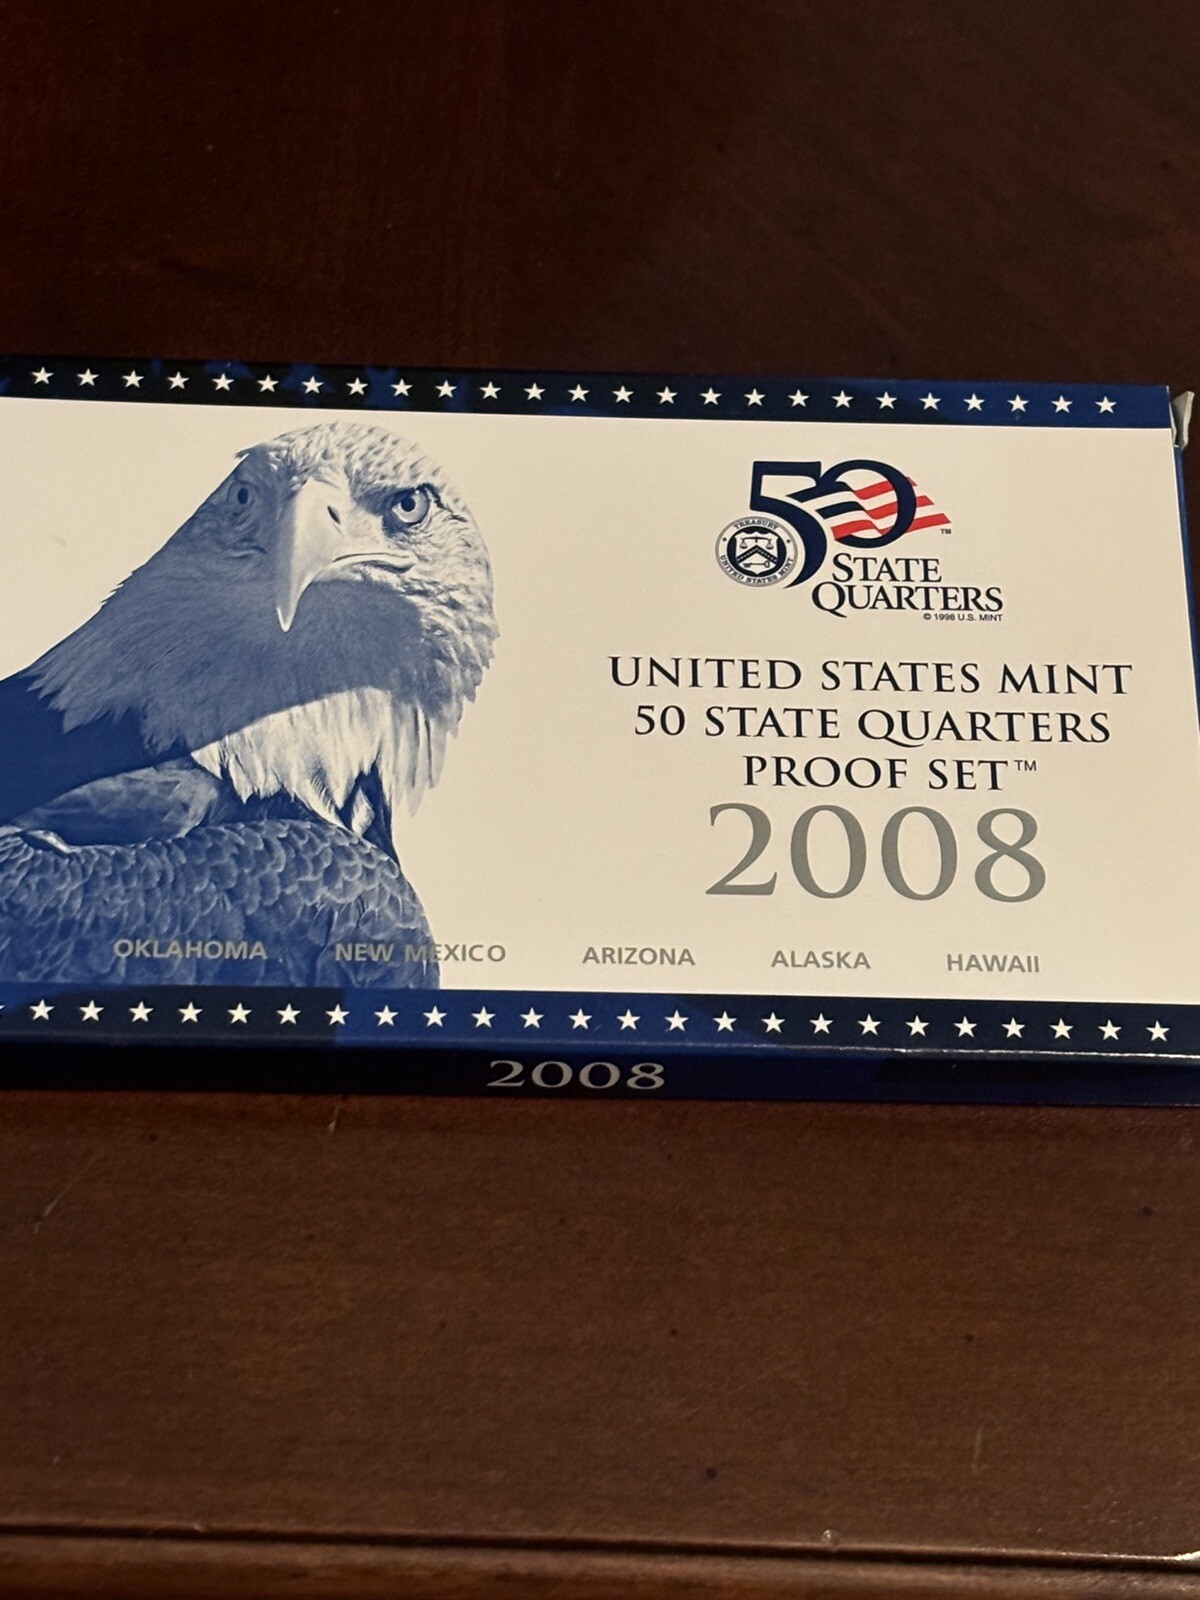 50
TREASURY
UNITED STATES MINT
STATE
QUARTERS
TM
© 1998 U.S. MINT
UNITED STATES MINT
50 STATE QUARTERS
PROOF SET™
2008
OKLAHOMA NEW MEXICO ARIZONA ALASKA HAWAII
2008